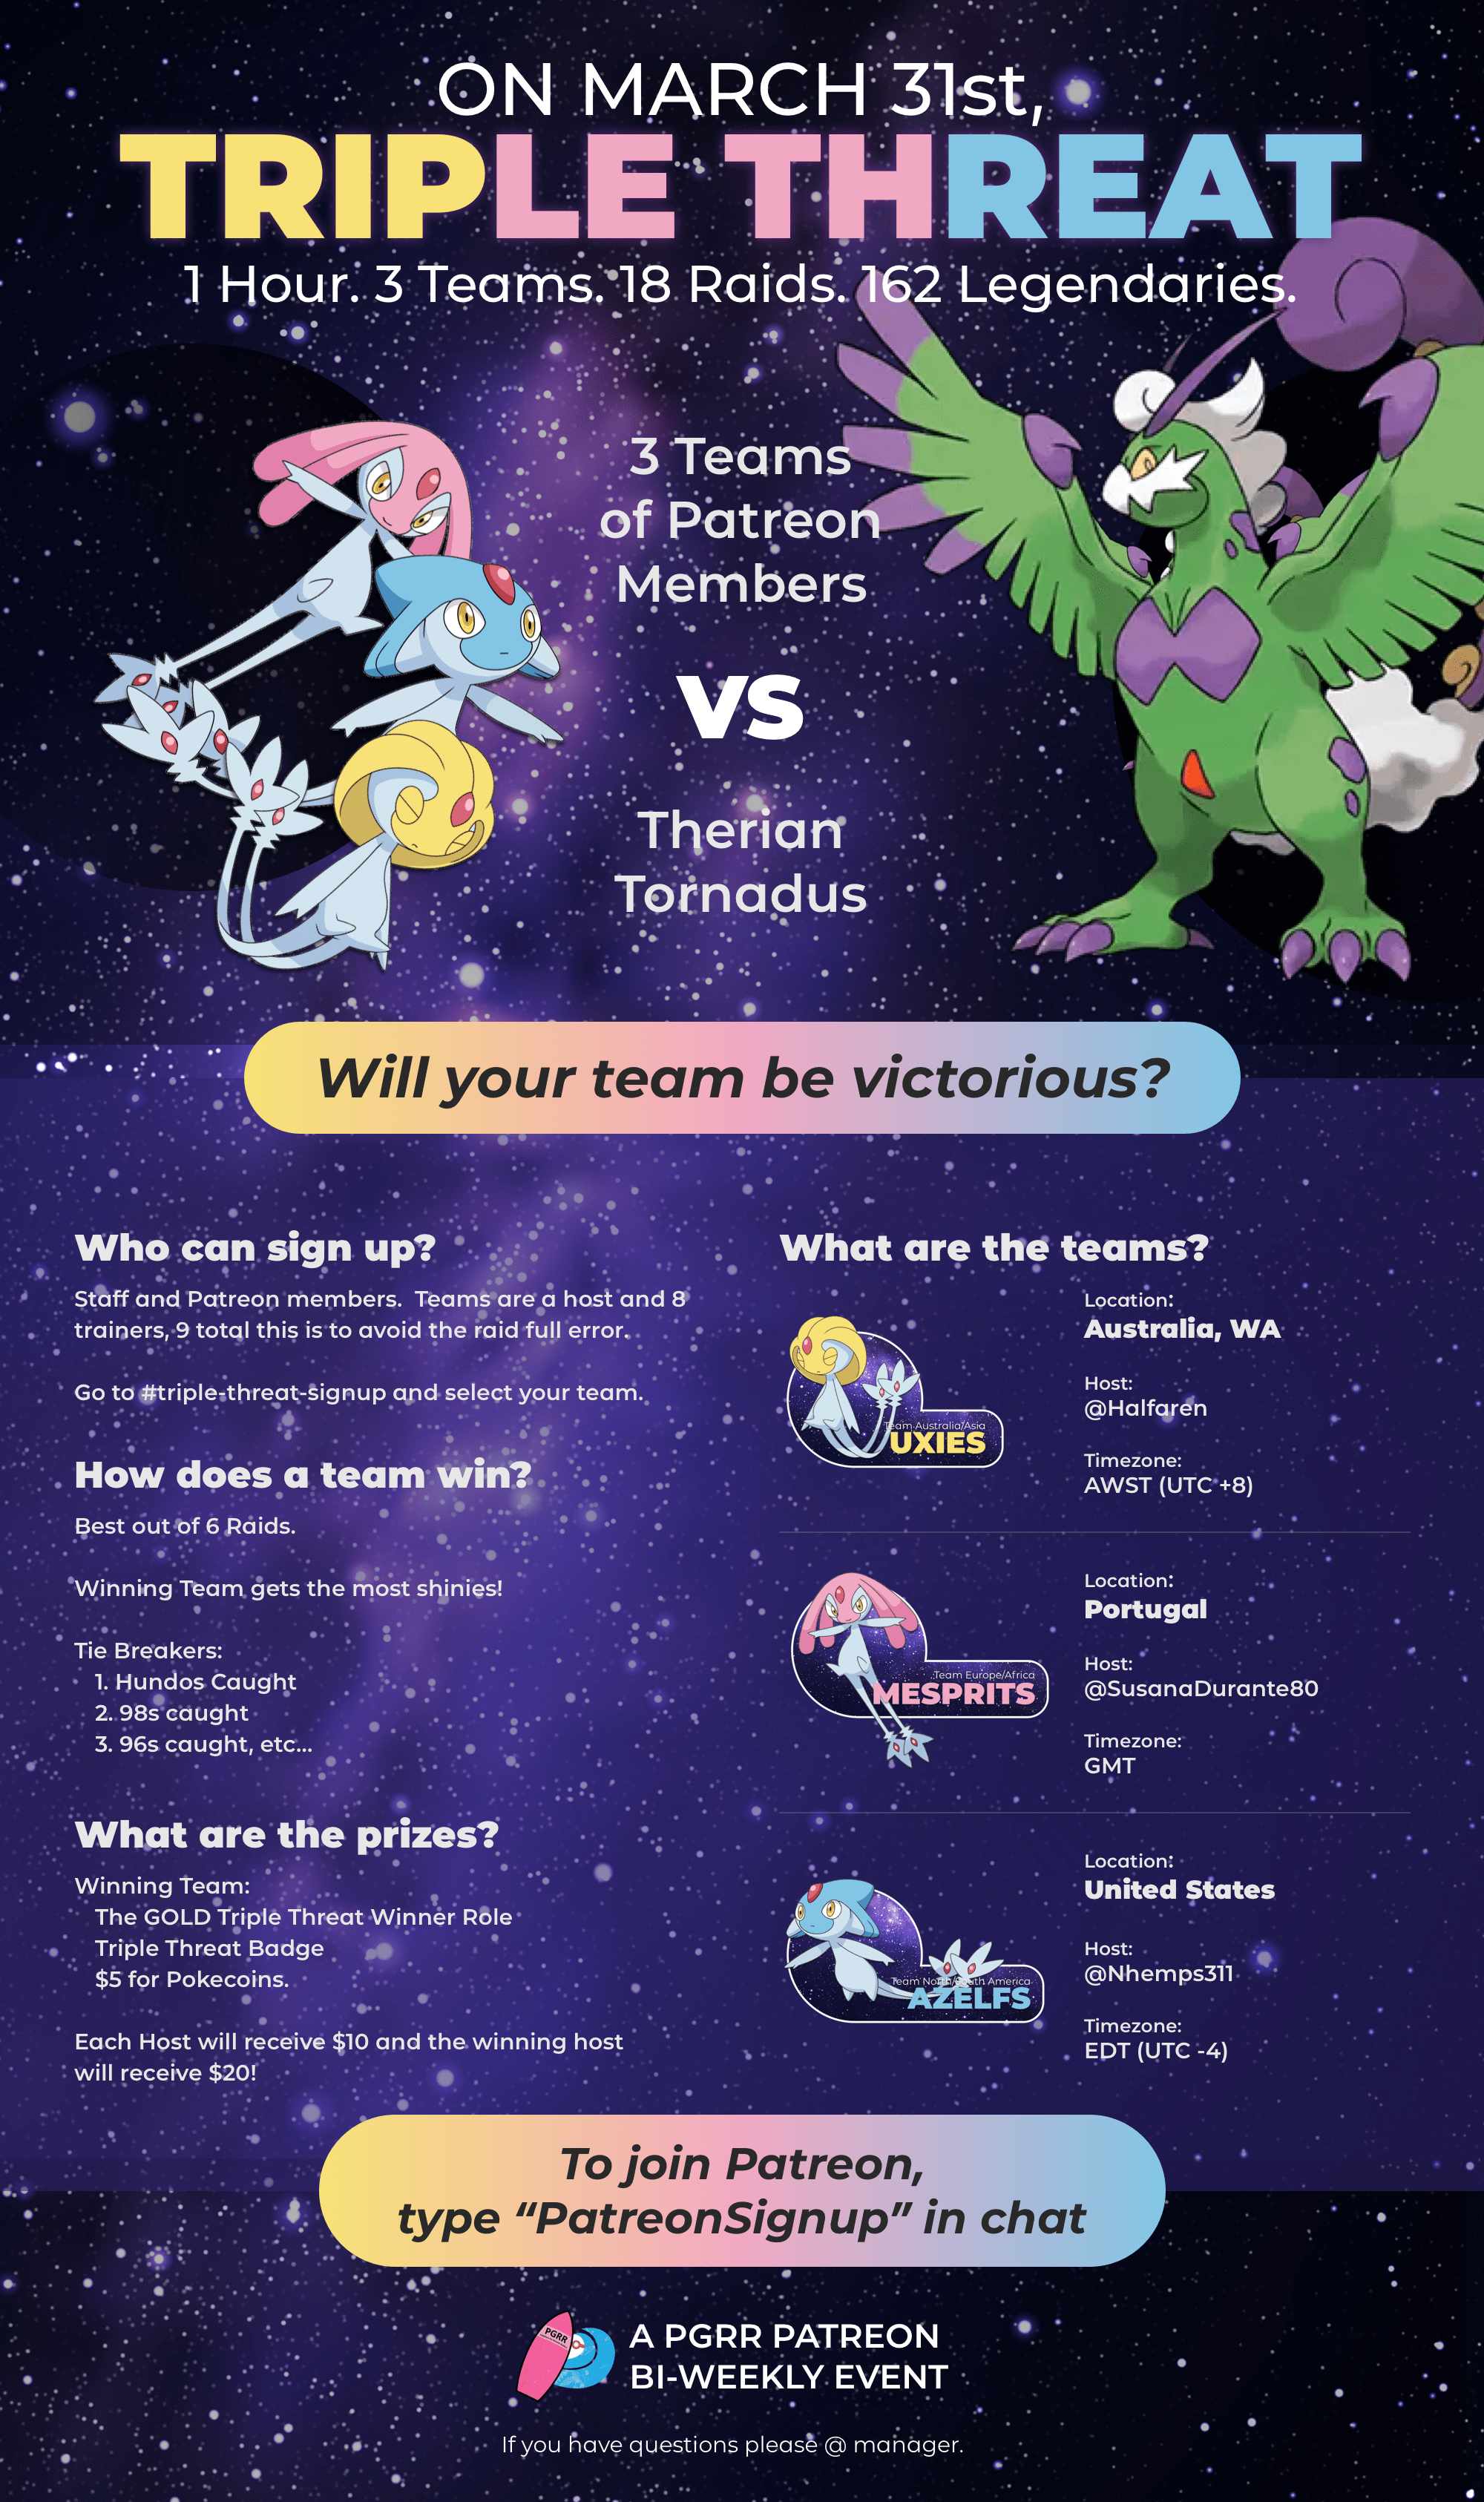 ON MARCH 31st,
TRIPLE THREAT
1 Hour. 3 Teams. 18 Raids. 162 Legendaries.
3 Teams
of Patreon
Members
VS
Therian
Tornadus
Will your team be victorious?
Who can sign up?
Staff and Patreon members.  Teams are a host and 8
trainers, 9 total this is to avoid the raid full error.
Go to #triple-threat-signup and select your team.
How does a team win?
Best out of 6 Raids.
Winning Team gets the most shinies!
Tie Breakers:
1. Hundos Caught
2. 98s caught
3. 96s caught, etc...
What are the prizes?
Winning Team:
The GOLD Triple Threat Winner Role
Triple Threat Badge
$5 for Pokecoins.
Each Host will receive $10 and the winning host
will receive $20!
What are the teams?
Team Australia/Asia
UXIES
Location:
Australia, WA
Host:
@Halfaren
Timezone:
AWST (UTC +8)
Team Europe/Africa
MESPRITS
Location:
Portugal
Host:
@SusanaDurante80
Timezone:
GMT
Team North/South America
AZELFS
Location:
United States
Host:
@Nhemps311
Timezone:
EDT (UTC -4)
To join Patreon,
type “PatreonSignup” in chat
PGRR
A PGRR PATREON
BI-WEEKLY EVENT
If you have questions please @ manager.